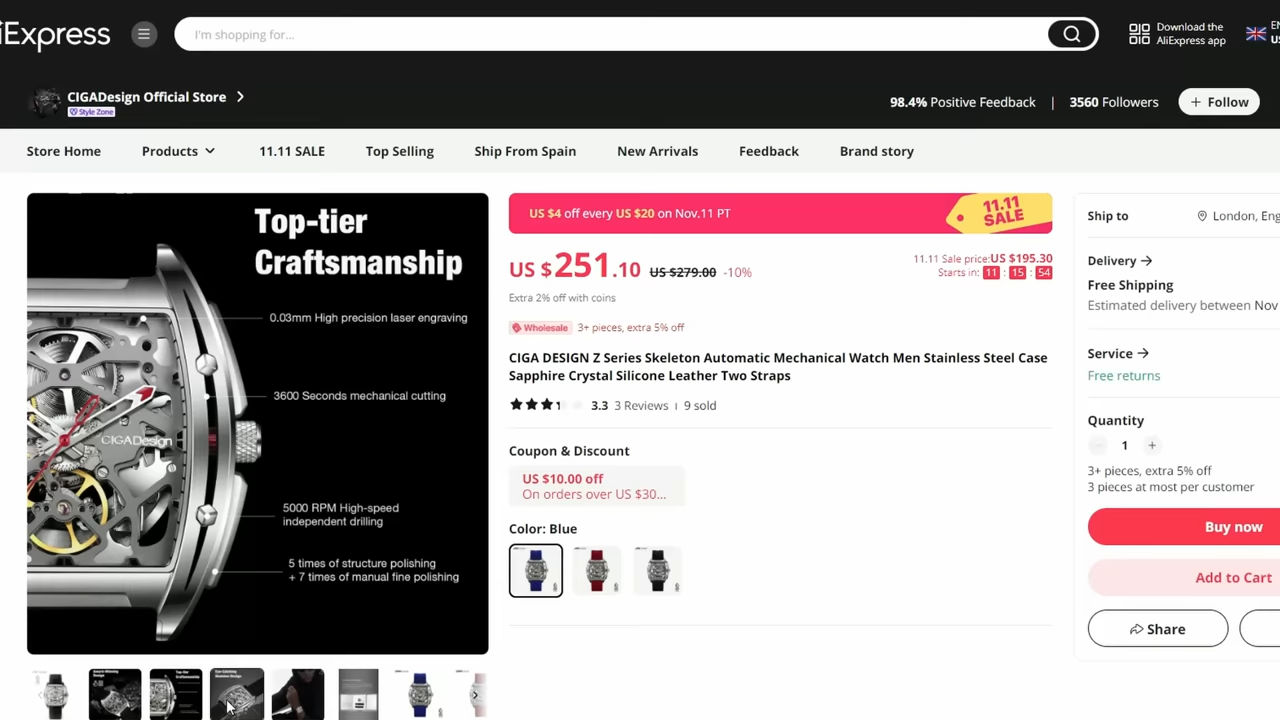 iExpress
I'm shopping for...
Download the
AliExpress app
EN
US
CIGADesign Official Store
Style Zone
98.4% Positive Feedback | 3560 Followers
+ Follow
Store Home
Products
11.11 SALE
Top Selling
Ship From Spain
New Arrivals
Feedback
Brand story
Top-tier
Craftsmanship
0.03mm High precision laser engraving
3600 Seconds mechanical cutting
CIGADesign
5000 RPM High-speed
independent drilling
5 times of structure polishing
+ 7 times of manual fine polishing
US $4 off every US $20 on Nov.11 PT
11.11
SALE
US $251.10 US $279.00 -10%
11.11 Sale price:US $195.30
Starts in: 11 : 15 : 54
Extra 2% off with coins
Wholesale 3+ pieces, extra 5% off
CIGA DESIGN Z Series Skeleton Automatic Mechanical Watch Men Stainless Steel Case
Sapphire Crystal Silicone Leather Two Straps
3.3 3 Reviews 9 sold
Coupon & Discount
US $10.00 off
On orders over US $30...
Color: Blue
Ship to
London, Eng
Delivery
Free Shipping
Estimated delivery between Nov
Service
Free returns
Quantity
- 1 +
3+ pieces, extra 5% off
3 pieces at most per customer
Buy now
Add to Cart
Share